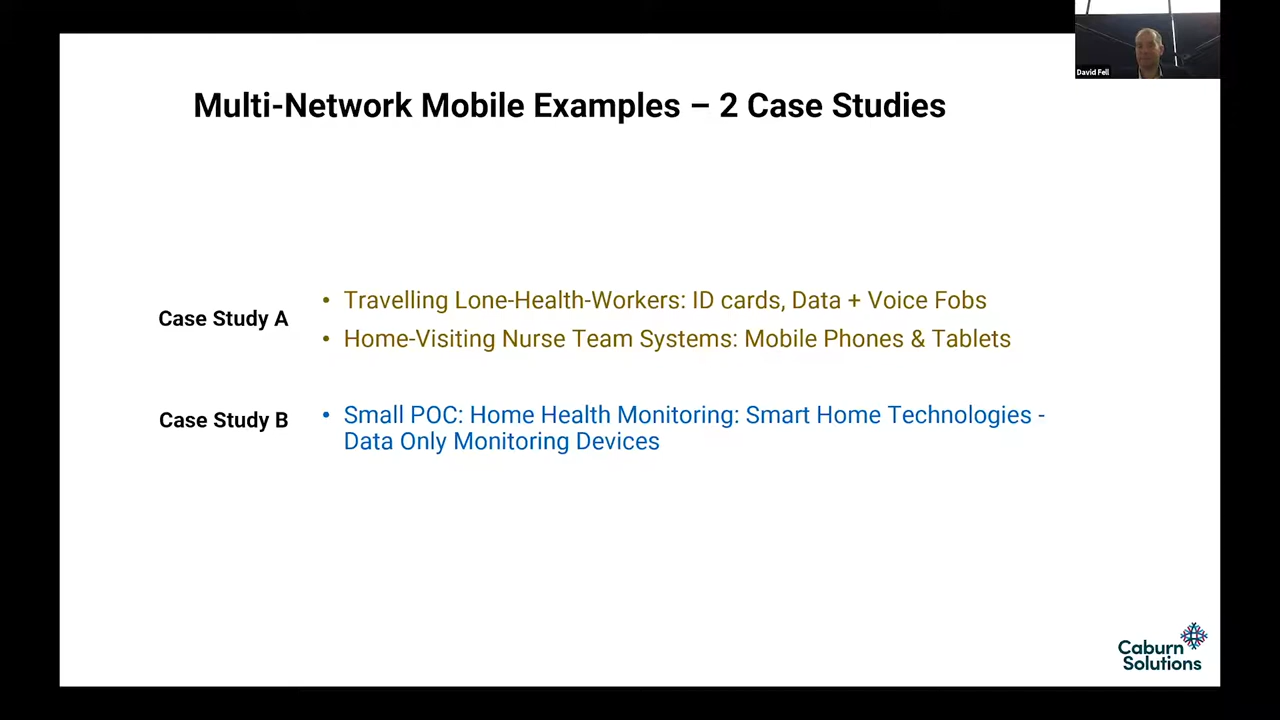 David Fell
Multi-Network Mobile Examples – 2 Case Studies
Case Study A
• Travelling Lone-Health-Workers: ID cards, Data + Voice Fobs
• Home-Visiting Nurse Team Systems: Mobile Phones & Tablets
Case Study B
• Small POC: Home Health Monitoring: Smart Home Technologies -
Data Only Monitoring Devices
Caburn
Solutions